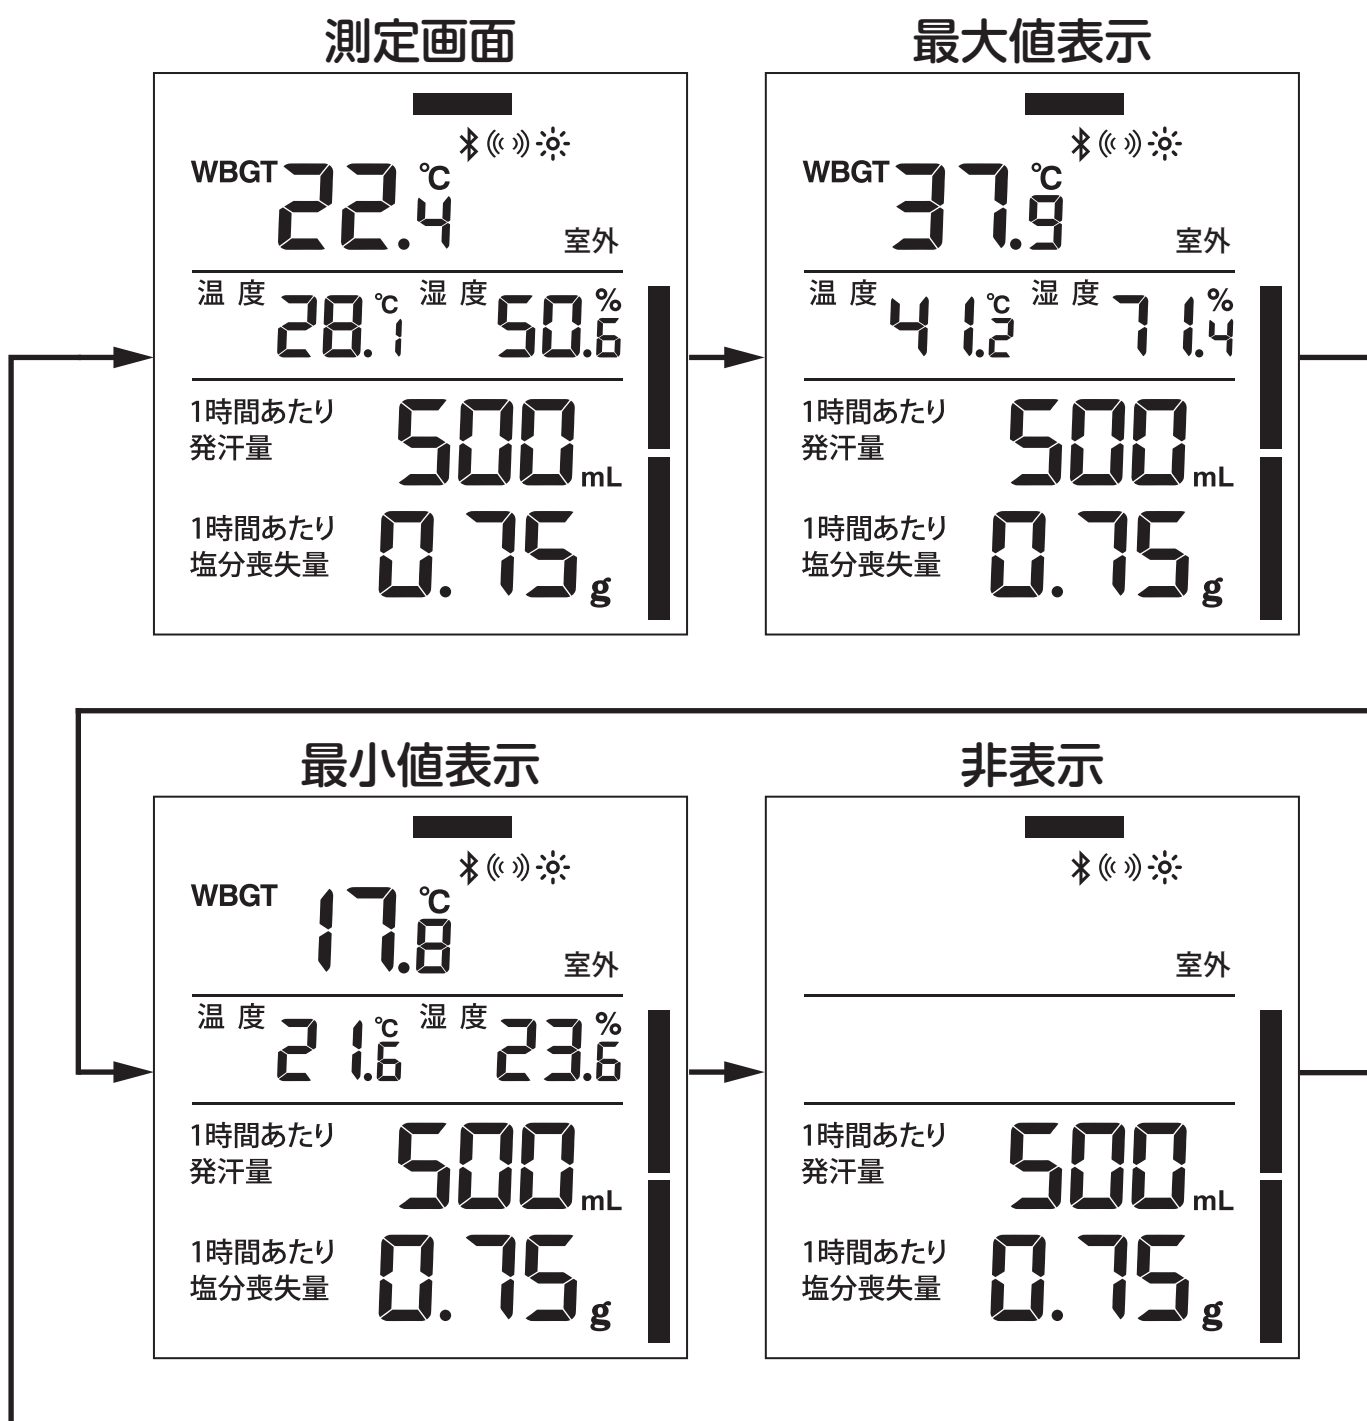 測定画面
WBGT 22.4 ℃
室外
温度 28.1 ℃ 湿度 50.6 %
1時間あたり
発汗量 500 mL
1時間あたり
塩分喪失量 0.75 g
最大値表示
WBGT 37.9 ℃
室外
温度 41.2 ℃ 湿度 71.4 %
1時間あたり
発汗量 500 mL
1時間あたり
塩分喪失量 0.75 g
最小値表示
WBGT 17.8 ℃
室外
温度 21.6 ℃ 湿度 23.6 %
1時間あたり
発汗量 500 mL
1時間あたり
塩分喪失量 0.75 g
非表示
室外
1時間あたり
発汗量 500 mL
1時間あたり
塩分喪失量 0.75 g